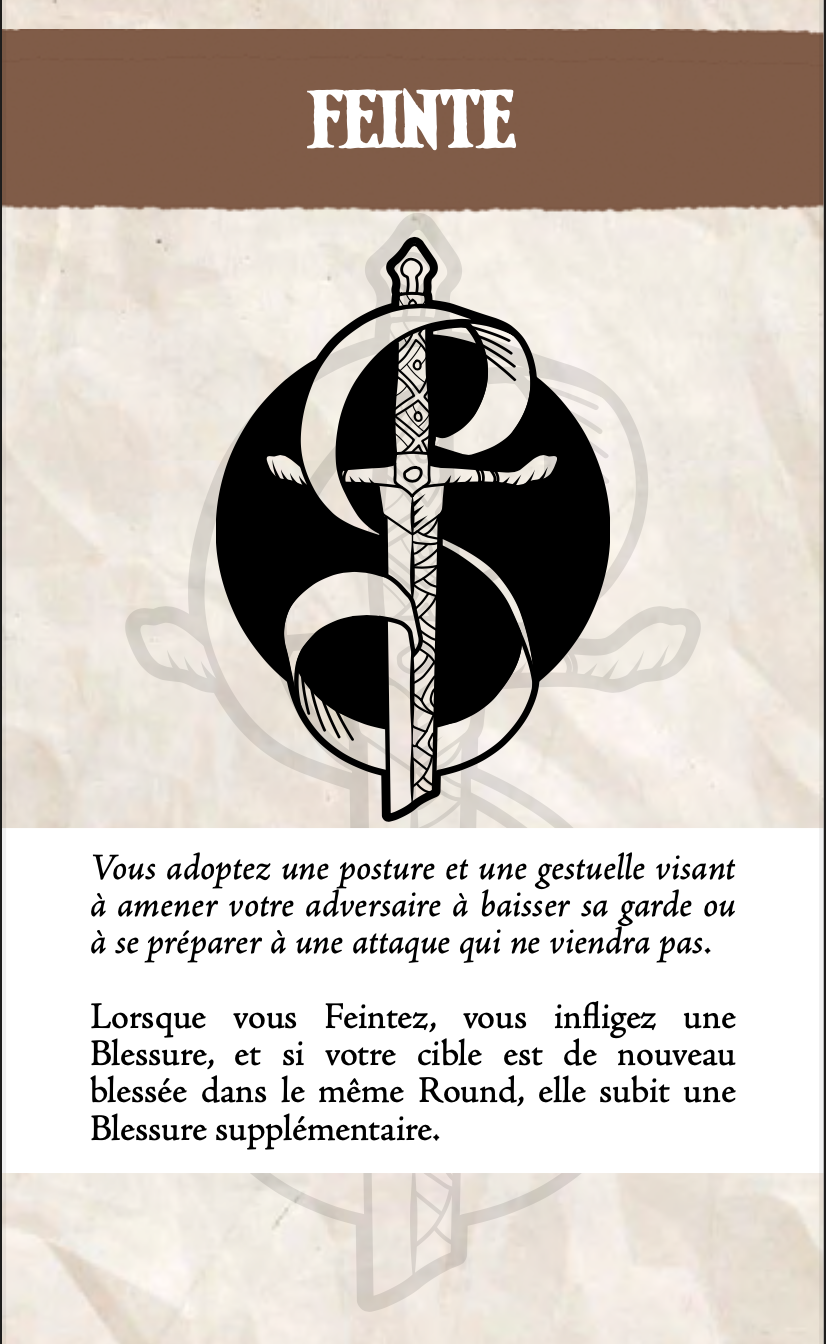 FEINTE
Vous adoptez une posture et une gestuelle visant
à amener votre adversaire à baisser sa garde ou
à se préparer à une attaque qui ne viendra pas.
Lorsque vous Feintez, vous infligez une
Blessure, et si votre cible est de nouveau
blessée dans le même Round, elle subit une
Blessure supplémentaire.